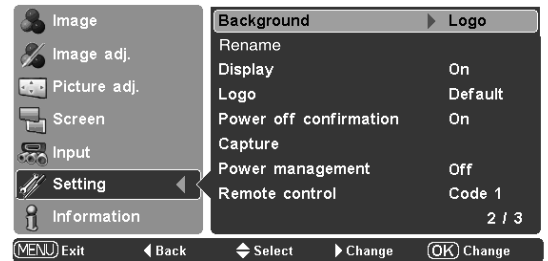 Image
Image adj.
Picture adj.
Screen
Input
Setting
Information
Background Logo
Rename
Display On
Logo Default
Power off confirmation On
Capture
Power management Off
Remote control Code 1
2 / 3
MENU Exit Back Select Change OK Change